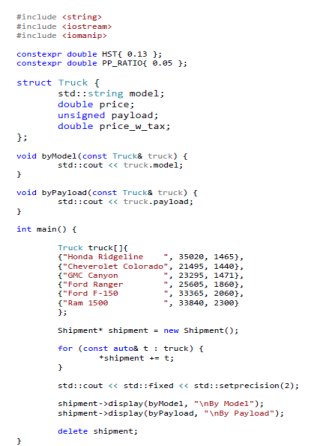 #include <string>
#include <iostream>
#include <iomanip>
constexpr double HST{ 0.13 };
constexpr double PP_RATIO{ 0.05 };
struct Truck {
std::string model;
double price;
unsigned payload;
double price_w_tax;
};
void byModel(const Truck& truck) {
std::cout << truck.model;
}
void byPayload(const Truck& truck) {
std::cout << truck.payload;
}
int main() {
Truck truck[]{
{"Honda Ridgeline    ", 35020, 1465},
{"Cheverolet Colorado", 21495, 1440},
{"GMC Canyon         ", 23295, 1471},
{"Ford Ranger        ", 25605, 1860},
{"Ford F-150         ", 33365, 2060},
{"Ram 1500           ", 33840, 2300}
};
Shipment* shipment = new Shipment();
for (const auto& t : truck) {
*shipment += t;
}
std::cout << std::fixed << std::setprecision(2);
shipment->display(byModel, "\nBy Model");
shipment->display(byPayload, "\nBy Payload");
delete shipment;
}